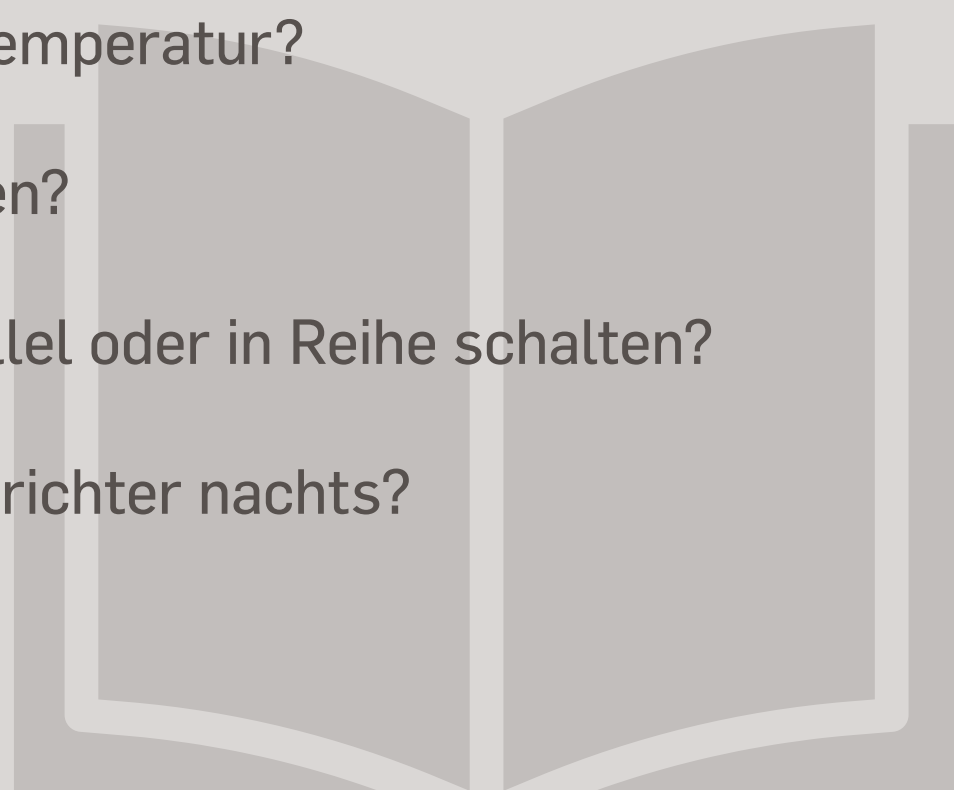 emperatur?
en?
llel oder in Reihe schalten?
richter nachts?